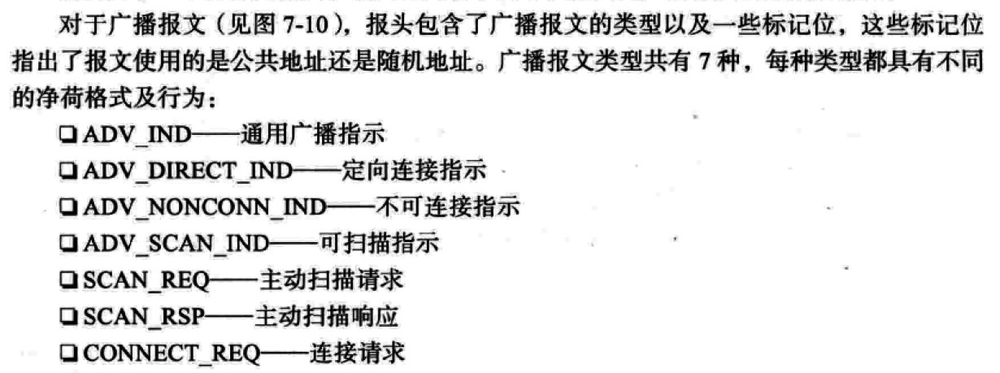 对于广播报文（见图 7-10），报头包含了广播报文的类型以及一些标记位，这些标记位
指出了报文使用的是公共地址还是随机地址。广播报文类型共有 7 种，每种类型都具有不同
的净荷格式及行为：
❑ ADV_IND——通用广播指示
❑ ADV_DIRECT_IND——定向连接指示
❑ ADV_NONCONN_IND——不可连接指示
❑ ADV_SCAN_IND——可扫描指示
❑ SCAN_REQ——主动扫描请求
❑ SCAN_RSP——主动扫描响应
❑ CONNECT_REQ——连接请求